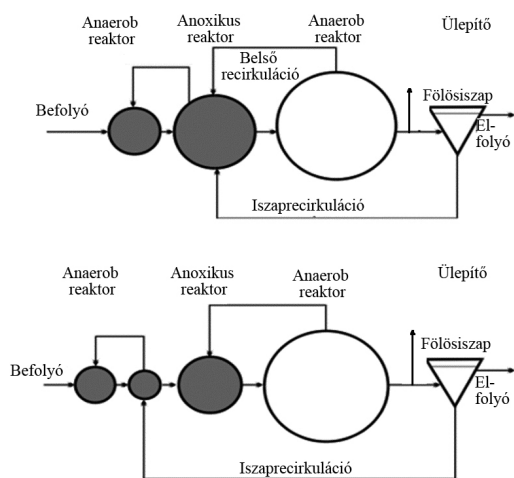 Anaerob
reaktor
Anoxikus
reaktor
Anaerob
reaktor
Ülepítő
Belső
recirkuláció
Befolyó
Fölösiszap
El-
folyó
Iszaprecirkuláció
Anaerob
reaktor
Anoxikus
reaktor
Anaerob
reaktor
Ülepítő
Befolyó
Fölösiszap
El-
folyó
Iszaprecirkuláció